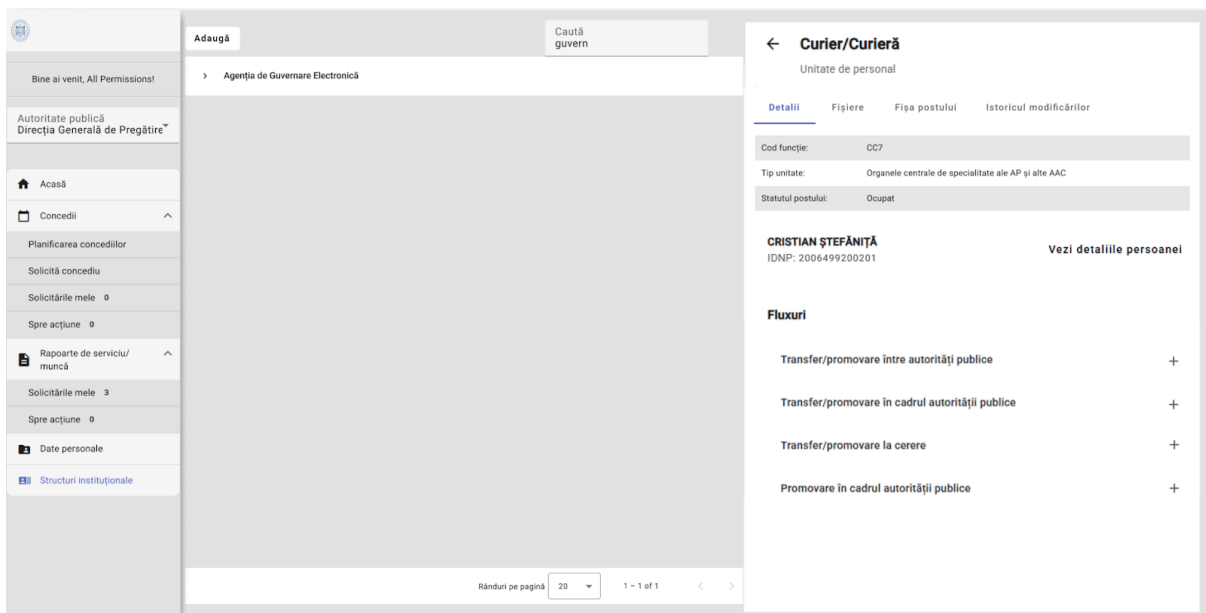 Bine ai venit, All Permissions!
Autoritate publică
Direcția Generală de Pregătire
Acasă
Concedii
Planificarea concediilor
Solicită concediu
Solicitările mele 0
Spre acțiune 0
Rapoarte de serviciu/
muncă
Solicitările mele 3
Spre acțiune 0
Date personale
Structuri instituționale
Adaugă
Caută
guvern
Agenția de Guvernare Electronică
Rânduri pe pagină 20 1 – 1 of 1
Curier/Curieră
Unitate de personal
Detalii Fișiere Fișa postului Istoricul modificărilor
Cod funcție: CC7
Tip unitate: Organele centrale de specialitate ale AP și alte AAC
Statutul postului: Ocupat
CRISTIAN ȘTEFĂNIȚĂ
IDNP: 2006499200201
Vezi detaliile persoanei
Fluxuri
Transfer/promovare între autorități publice
Transfer/promovare în cadrul autorității publice
Transfer/promovare la cerere
Promovare în cadrul autorității publice